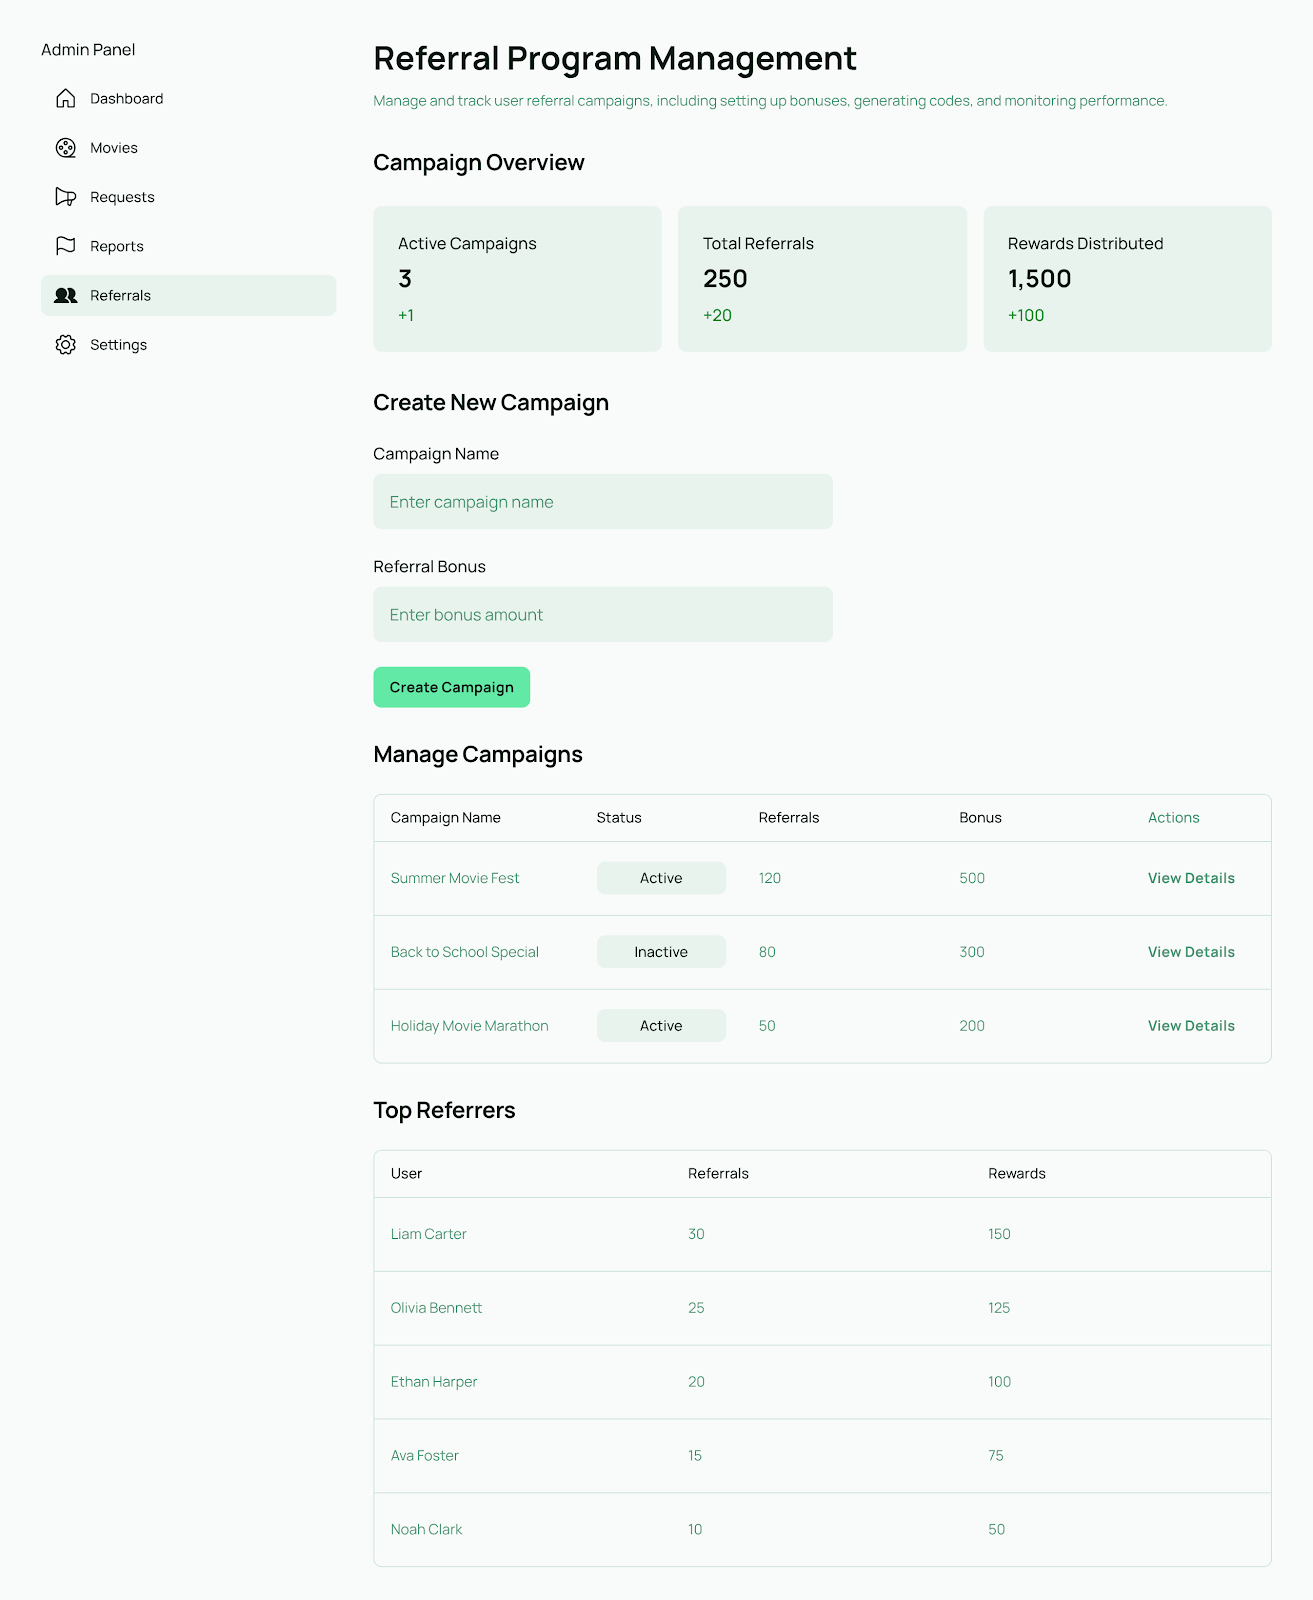 Admin Panel
Dashboard
Movies
Requests
Reports
Referrals
Settings
Referral Program Management
Manage and track user referral campaigns, including setting up bonuses, generating codes, and monitoring performance.
Campaign Overview
Active Campaigns
3
+1
Total Referrals
250
+20
Rewards Distributed
1,500
+100
Create New Campaign
Campaign Name
Enter campaign name
Referral Bonus
Enter bonus amount
Create Campaign
Manage Campaigns
Campaign Name Status Referrals Bonus Actions
Summer Movie Fest Active 120 500 View Details
Back to School Special Inactive 80 300 View Details
Holiday Movie Marathon Active 50 200 View Details
Top Referrers
User Referrals Rewards
Liam Carter 30 150
Olivia Bennett 25 125
Ethan Harper 20 100
Ava Foster 15 75
Noah Clark 10 50